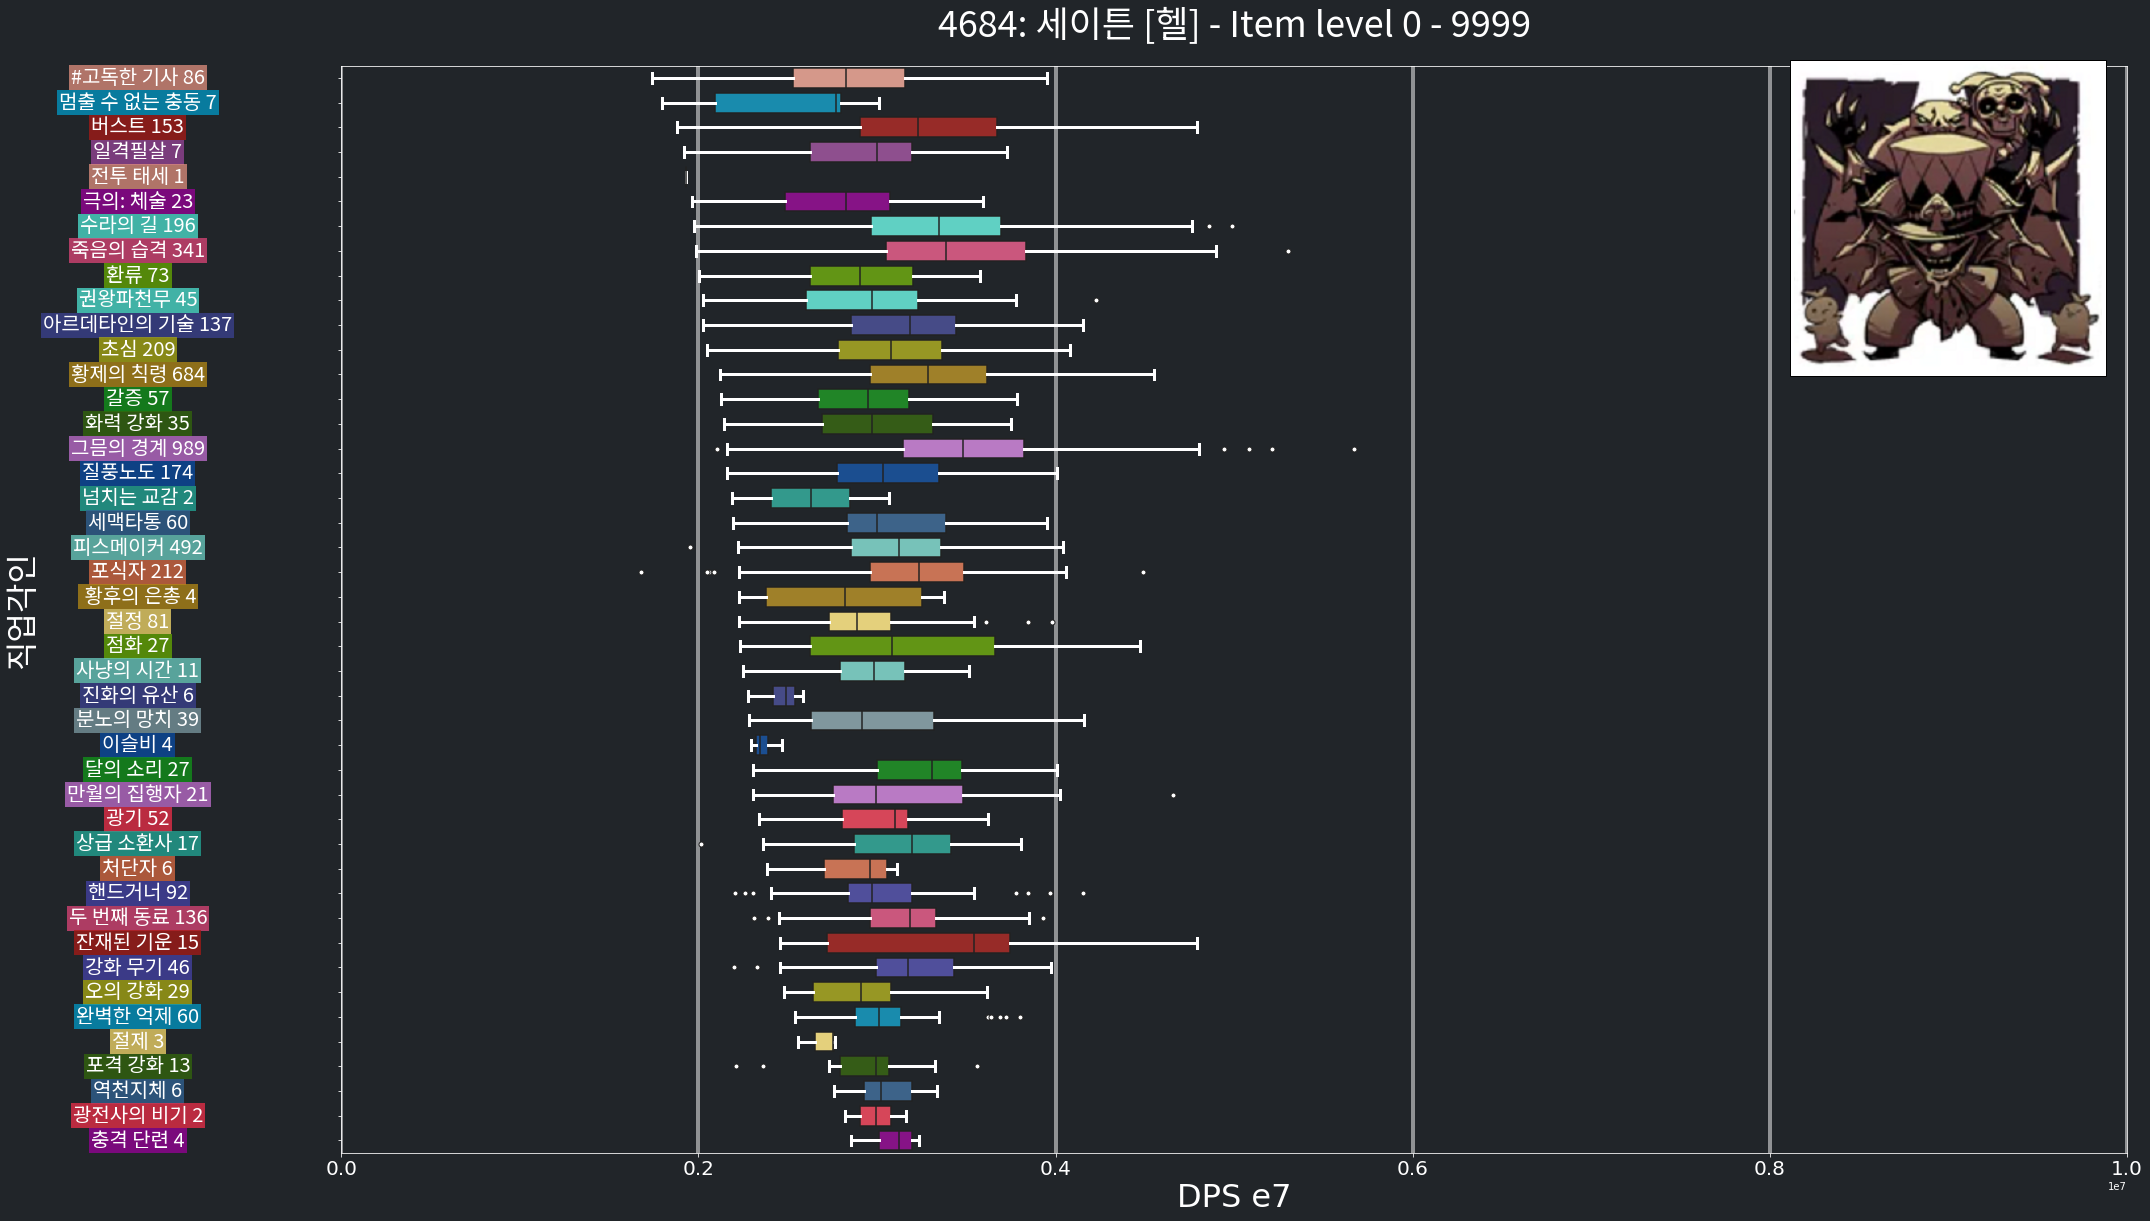 4684: 세이튼 [헬] - Item level 0 - 9999
#고독한 기사 86
멈출 수 없는 충동 7
버스트 153
일격필살 7
전투 태세 1
극의: 체술 23
수라의 길 196
죽음의 습격 341
환류 73
권왕파천무 45
아르데타인의 기술 137
초심 209
황제의 칙령 684
갈증 57
화력 강화 35
그믐의 경계 989
질풍노도 174
넘치는 교감 2
세맥타통 60
피스메이커 492
포식자 212
황후의 은총 4
절정 81
점화 27
사냥의 시간 11
진화의 유산 6
분노의 망치 39
이슬비 4
달의 소리 27
만월의 집행자 21
광기 52
상급 소환사 17
처단자 6
핸드거너 92
두 번째 동료 136
잔재된 기운 15
강화 무기 46
오의 강화 29
완벽한 억제 60
절제 3
포격 강화 13
역천지체 6
광전사의 비기 2
충격 단련 4
직업각인
0.0 0.2 0.4 0.6 0.8 1.0
1e7
DPS e7